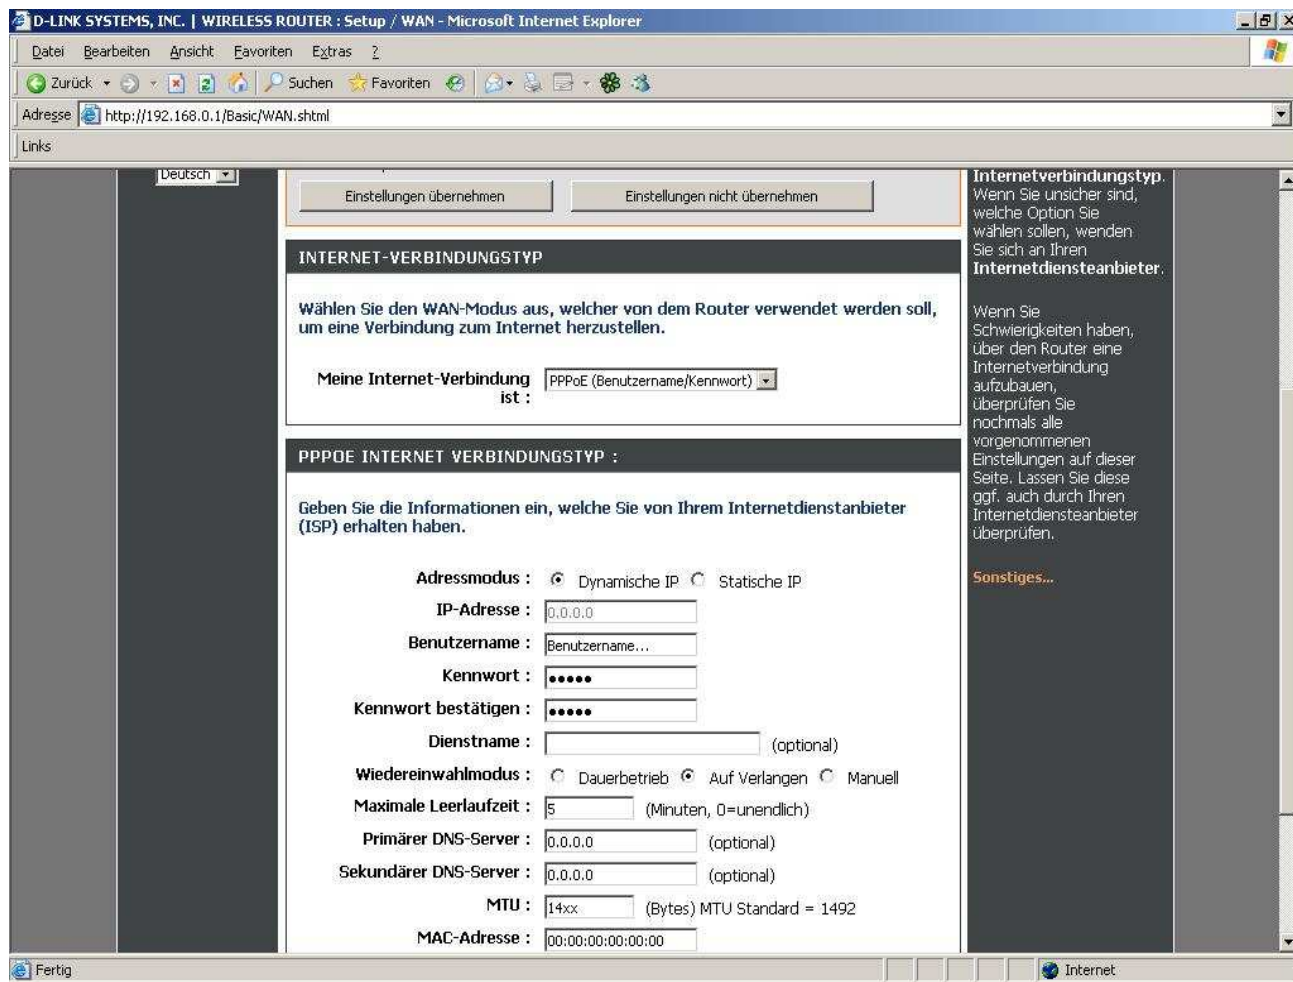 D-LINK SYSTEMS, INC. | WIRELESS ROUTER : Setup / WAN - Microsoft Internet Explorer
Datei Bearbeiten Ansicht Favoriten Extras ?
Zurück Suchen Favoriten
Adresse http://192.168.0.1/Basic/WAN.shtml
Links
Deutsch
Einstellungen übernehmen Einstellungen nicht übernehmen
INTERNET-VERBINDUNGSTYP
Wählen Sie den WAN-Modus aus, welcher von dem Router verwendet werden soll,
um eine Verbindung zum Internet herzustellen.
Meine Internet-Verbindung
ist : PPPoE (Benutzername/Kennwort)
PPPOE INTERNET VERBINDUNGSTYP :
Geben Sie die Informationen ein, welche Sie von Ihrem Internetdienstanbieter
(ISP) erhalten haben.
Adressmodus : Dynamische IP Statische IP
IP-Adresse : 0.0.0.0
Benutzername : Benutzername...
Kennwort : •••••
Kennwort bestätigen : •••••
Dienstname : (optional)
Wiedereinwahlmodus : Dauerbetrieb Auf Verlangen Manuell
Maximale Leerlaufzeit : 5 (Minuten, 0=unendlich)
Primärer DNS-Server : 0.0.0.0 (optional)
Sekundärer DNS-Server : 0.0.0.0 (optional)
MTU : 14xx (Bytes) MTU Standard = 1492
MAC-Adresse : 00:00:00:00:00:00
Internetverbindungstyp.
Wenn Sie unsicher sind,
welche Option Sie
wählen sollen, wenden
Sie sich an Ihren
Internetdiensteanbieter.
Wenn Sie
Schwierigkeiten haben,
über den Router eine
Internetverbindung
aufzubauen,
überprüfen Sie
nochmals alle
vorgenommenen
Einstellungen auf dieser
Seite. Lassen Sie diese
ggf. auch durch Ihren
Internetdiensteanbieter
überprüfen.
Sonstiges...
Fertig Internet